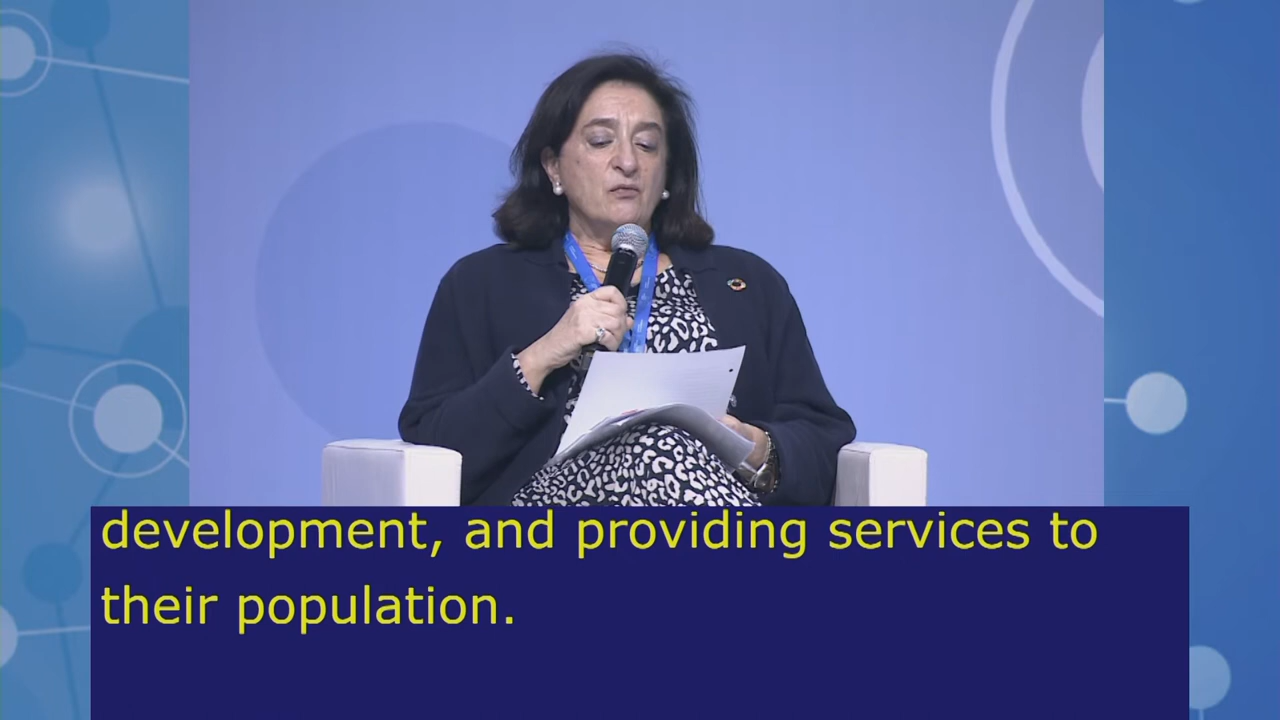 development, and providing services to
their population.